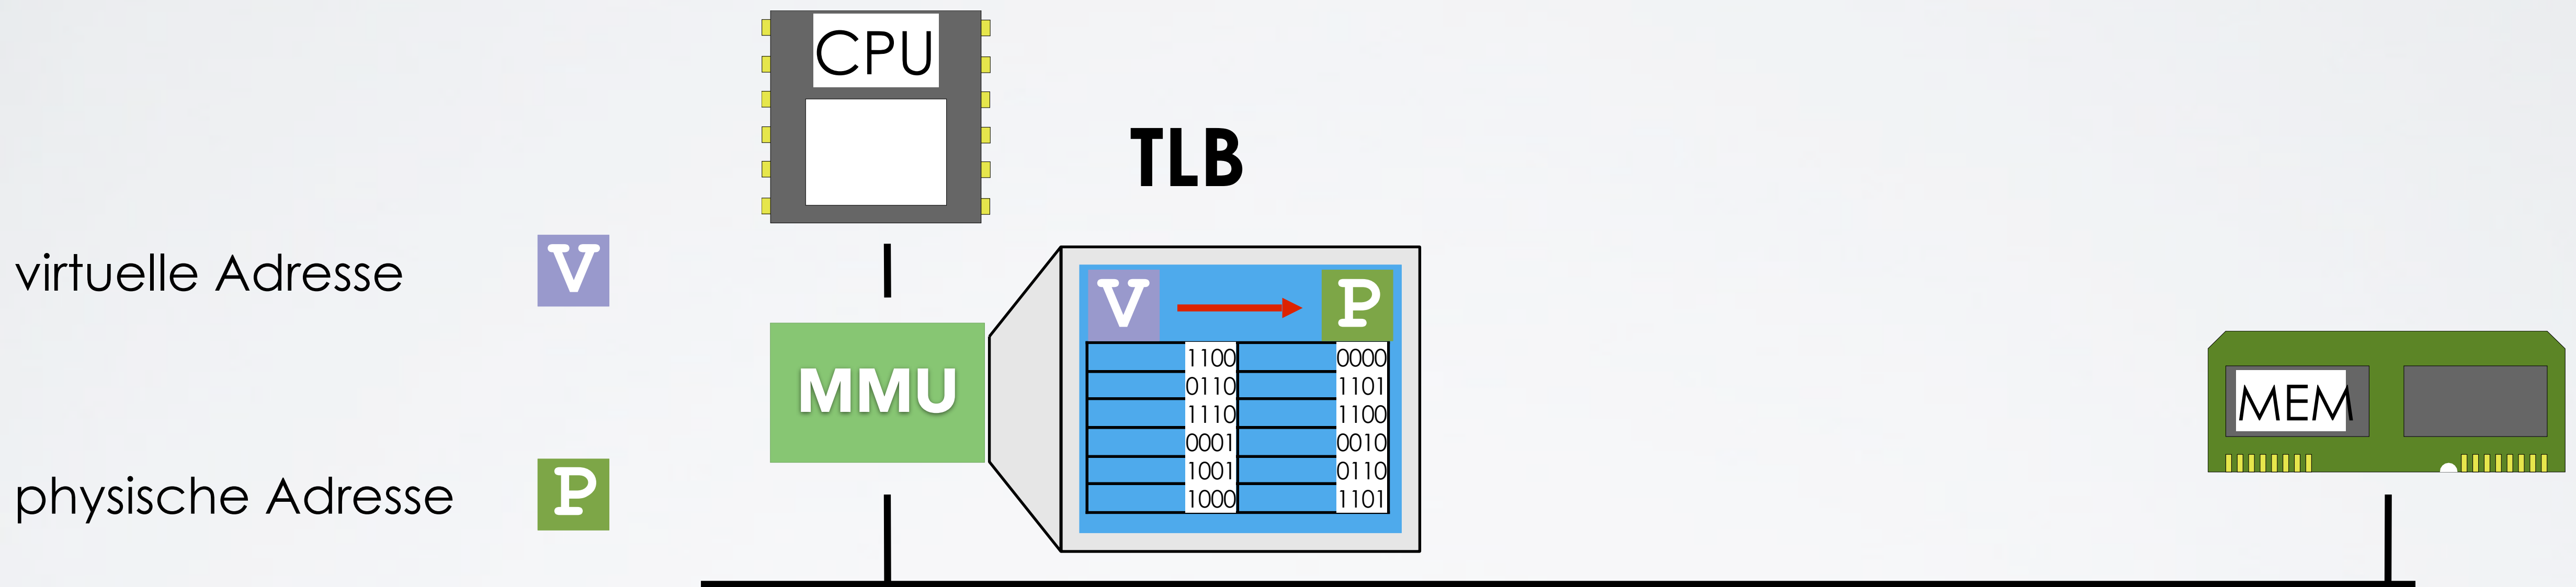 CPU
TLB
virtuelle Adresse V
V P
1100 0000
0110 1101
MMU
1110 1100
MEM
0001 0010
1001 0110
physische Adresse P
1000 1101